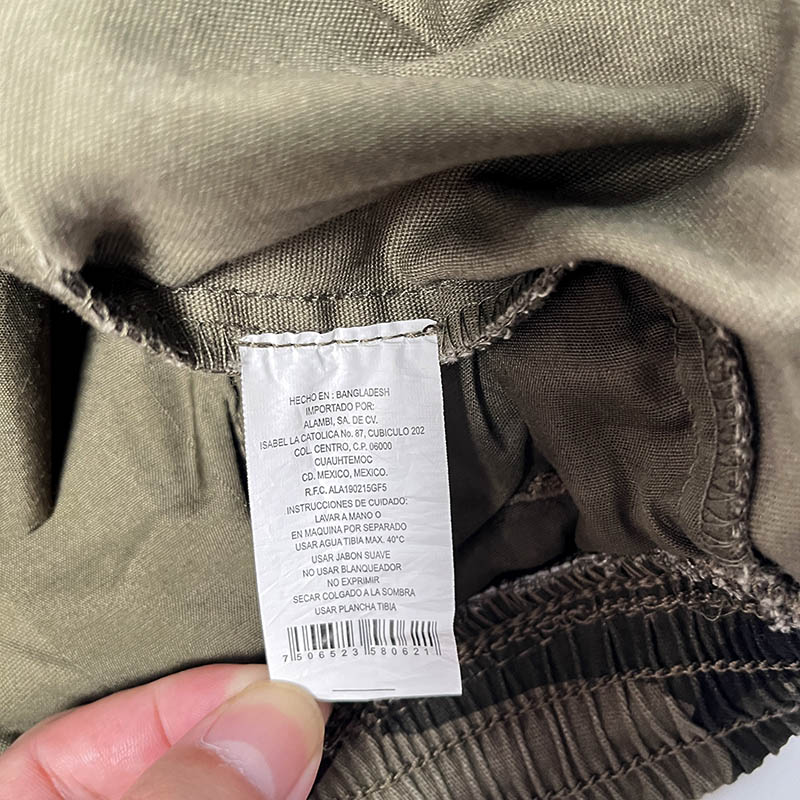 HECHO EN : BANGLADESH
IMPORTADO POR:
ALAMBI, SA. DE CV.
ISABEL LA CATOLICA No. 87, CUBICULO 202
COL. CENTRO, C.P. 06000
CUAUHTEMOC
CD. MEXICO, MEXICO.
R.F.C. ALA190215GF5
INSTRUCCIONES DE CUIDADO:
LAVAR A MANO O
EN MAQUINA POR SEPARADO
USAR AGUA TIBIA MAX. 40°C
USAR JABON SUAVE
NO USAR BLANQUEADOR
NO EXPRIMIR
SECAR COLGADO A LA SOMBRA
USAR PLANCHA TIBIA
7 506523 580621